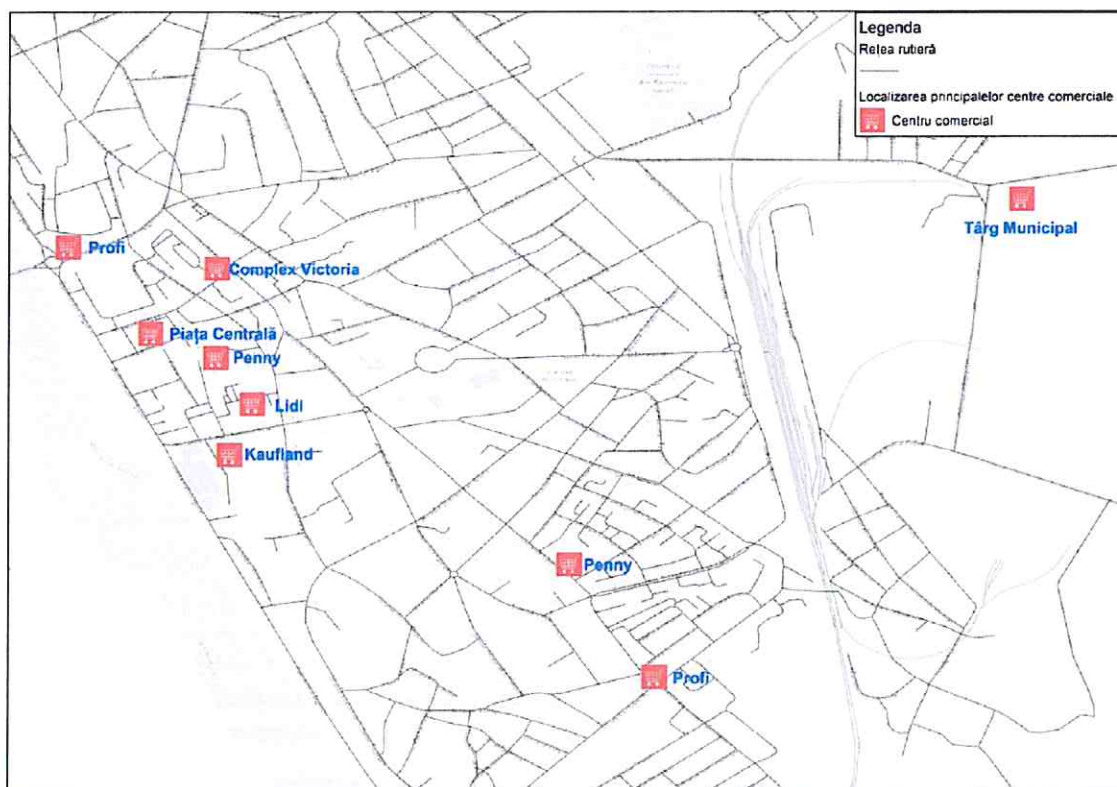 Legenda
Relea rutieră
Localizarea principalelor centre comerciale
Centru comercial
Târg Municipal
Profi
Complex Victoria
Piața Centrală
Penny
Lidl
Kaufland
Penny
Profi